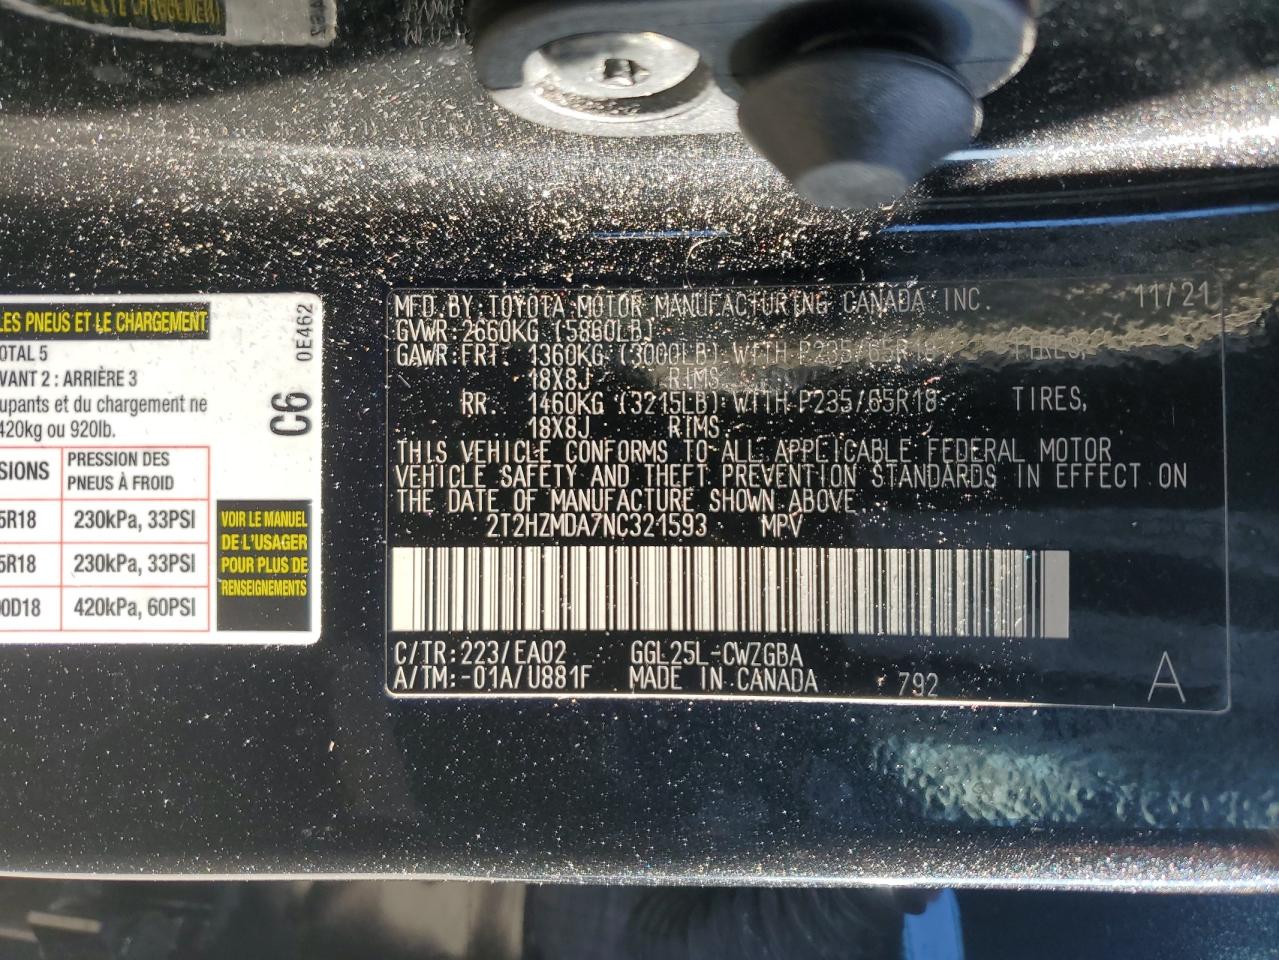 LES PNEUS ET LE CHARGEMENT
OTAL 5
VANT 2 : ARRIÈRE 3
upants et du chargement ne
420kg ou 920lb.
SIONS PRESSION DES PNEUS À FROID
5R18 230kPa, 33PSI
5R18 230kPa, 33PSI
00D18 420kPa, 60PSI
0E462
C6
VOIR LE MANUEL
DE L'USAGER
POUR PLUS DE
RENSEIGNEMENTS
MFD. BY: TOYOTA MOTOR MANUFACTURING CANADA INC. 11/21
GVWR: 2660KG (5860LB)
GAWR: FRT. 1360KG (3000LB) WITH P235/65R18 TIRES,
18X8J RIMS
RR. 1460KG (3215LB) WITH P235/65R18 TIRES,
18X8J RIMS
THIS VEHICLE CONFORMS TO ALL APPLICABLE FEDERAL MOTOR
VEHICLE SAFETY AND THEFT PREVENTION STANDARDS IN EFFECT ON
THE DATE OF MANUFACTURE SHOWN ABOVE.
2T2HZMDA7NC321593 MPV
C/TR: 223/EA02 GGL25L-CWZGBA
A/TM: -01A/U881F MADE IN CANADA 792 A